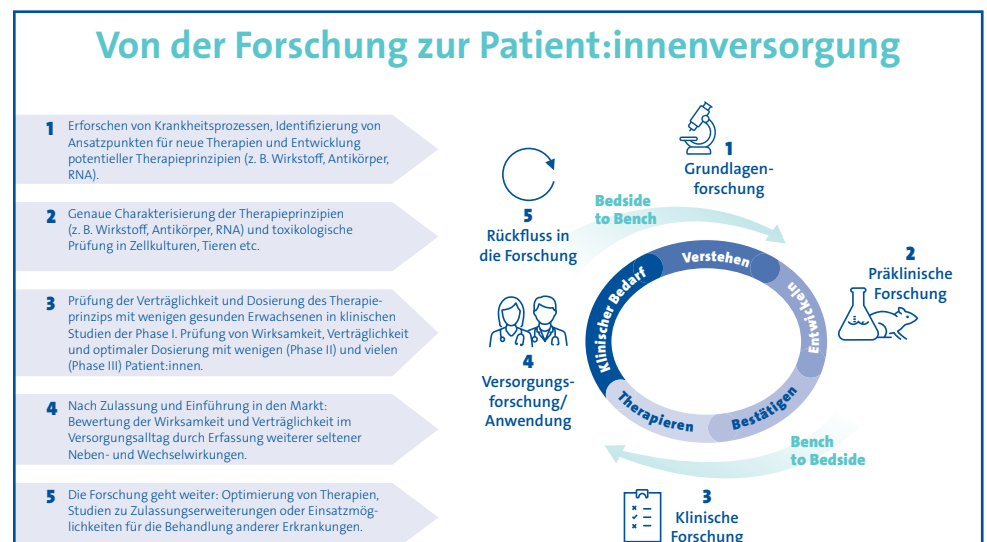 Von der Forschung zur Patient:innenversorgung
1 Erforschen von Krankheitsprozessen, Identifizierung von
Ansatzpunkten für neue Therapien und Entwicklung
potentieller Therapieprinzipien (z. B. Wirkstoff, Antikörper,
RNA).
2 Genaue Charakterisierung der Therapieprinzipien
(z. B. Wirkstoff, Antikörper, RNA) und toxikologische
Prüfung in Zellkulturen, Tieren etc.
3 Prüfung der Verträglichkeit und Dosierung des Therapie-
prinzips mit wenigen gesunden Erwachsenen in klinischen
Studien der Phase I. Prüfung von Wirksamkeit, Verträglichkeit
und optimaler Dosierung mit wenigen (Phase II) und vielen
(Phase III) Patient:innen.
4 Nach Zulassung und Einführung in den Markt:
Bewertung der Wirksamkeit und Verträglichkeit im
Versorgungsalltag durch Erfassung weiterer seltener
Neben- und Wechselwirkungen.
5 Die Forschung geht weiter: Optimierung von Therapien,
Studien zu Zulassungserweiterungen oder Einsatzmög-
lichkeiten für die Behandlung anderer Erkrankungen.
1
Grundlagen-
forschung
Bedside
to Bench
5
Rückfluss in
die Forschung
2
Präklinische
Forschung
Klinischer Bedarf
Verstehen
Entwickeln
Bestätigen
Therapieren
4
Versorgungs-
forschung/
Anwendung
Bench
to Bedside
3
Klinische
Forschung